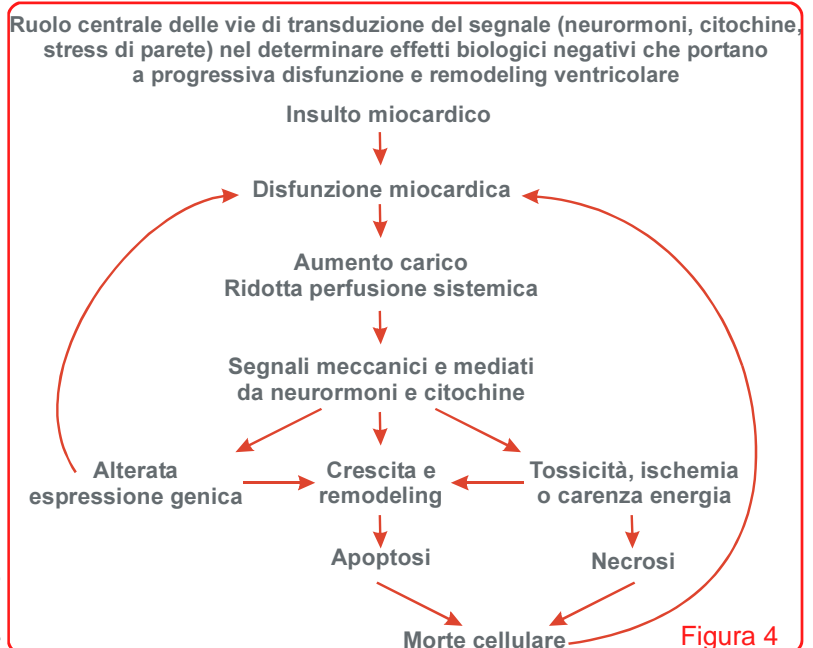 Ruolo centrale delle vie di transduzione del segnale (neurormoni, citochine,
stress di parete) nel determinare effetti biologici negativi che portano
a progressiva disfunzione e remodeling ventricolare
Insulto miocardico
Disfunzione miocardica
Aumento carico
Ridotta perfusione sistemica
Segnali meccanici e mediati
da neurormoni e citochine
Alterata
espressione genica
Crescita e
remodeling
Tossicità, ischemia
o carenza energia
Apoptosi
Necrosi
Morte cellulare
Figura 4